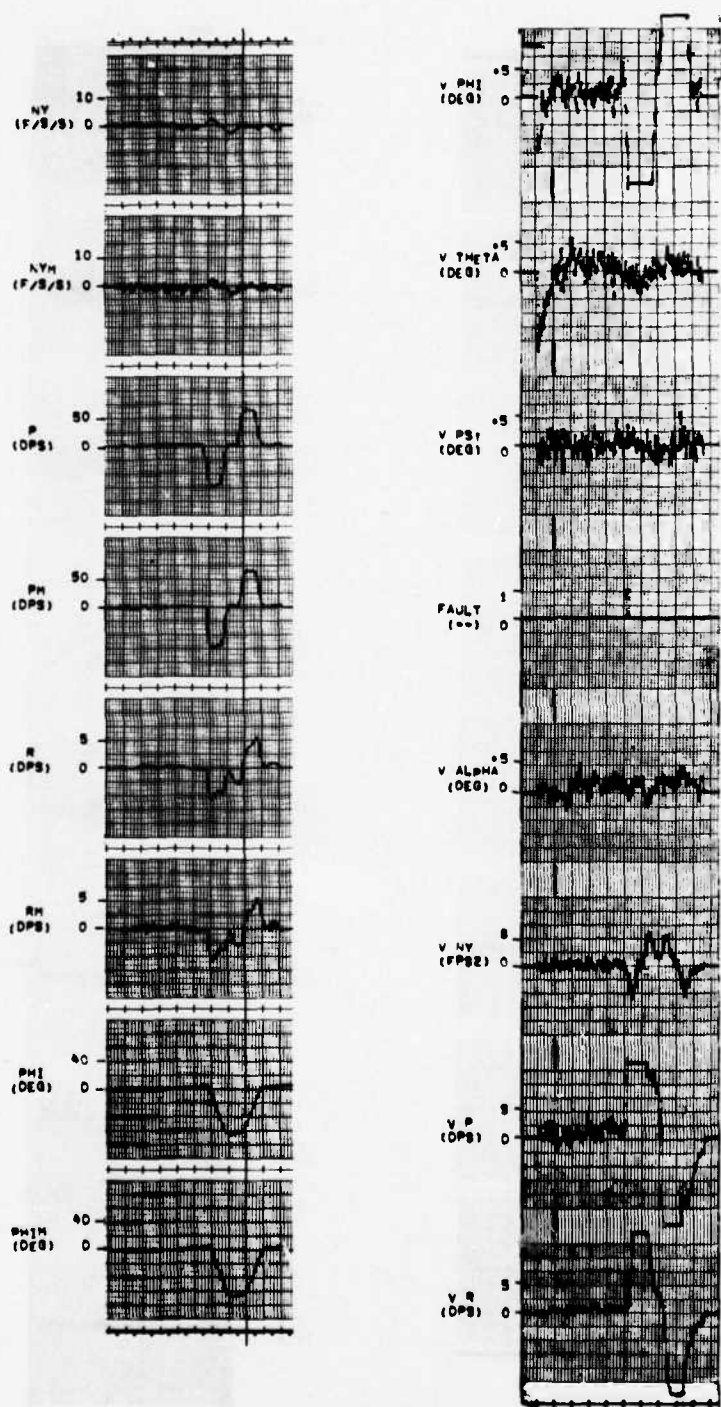 NY
10
(F/S/S) 0
NYM
10
(F/S/S) 0
P
50
(DPS) 0
PM
50
(DPS) 0
R
5
(DPS) 0
RM
5
(DPS) 0
PHI
40
(DEG) 0
PHIM
40
(DEG) 0
V PHI .5
(DEG) 0
V THETA .5
(DEG) 0
V PSI .5
(DEG) 0
1
FAULT
(**) 0
V ALPHA .5
(DEG) 0
V NY 5
(FPS2) 0
V P 5
(DPS) 0
V R 5
(DPS) 0